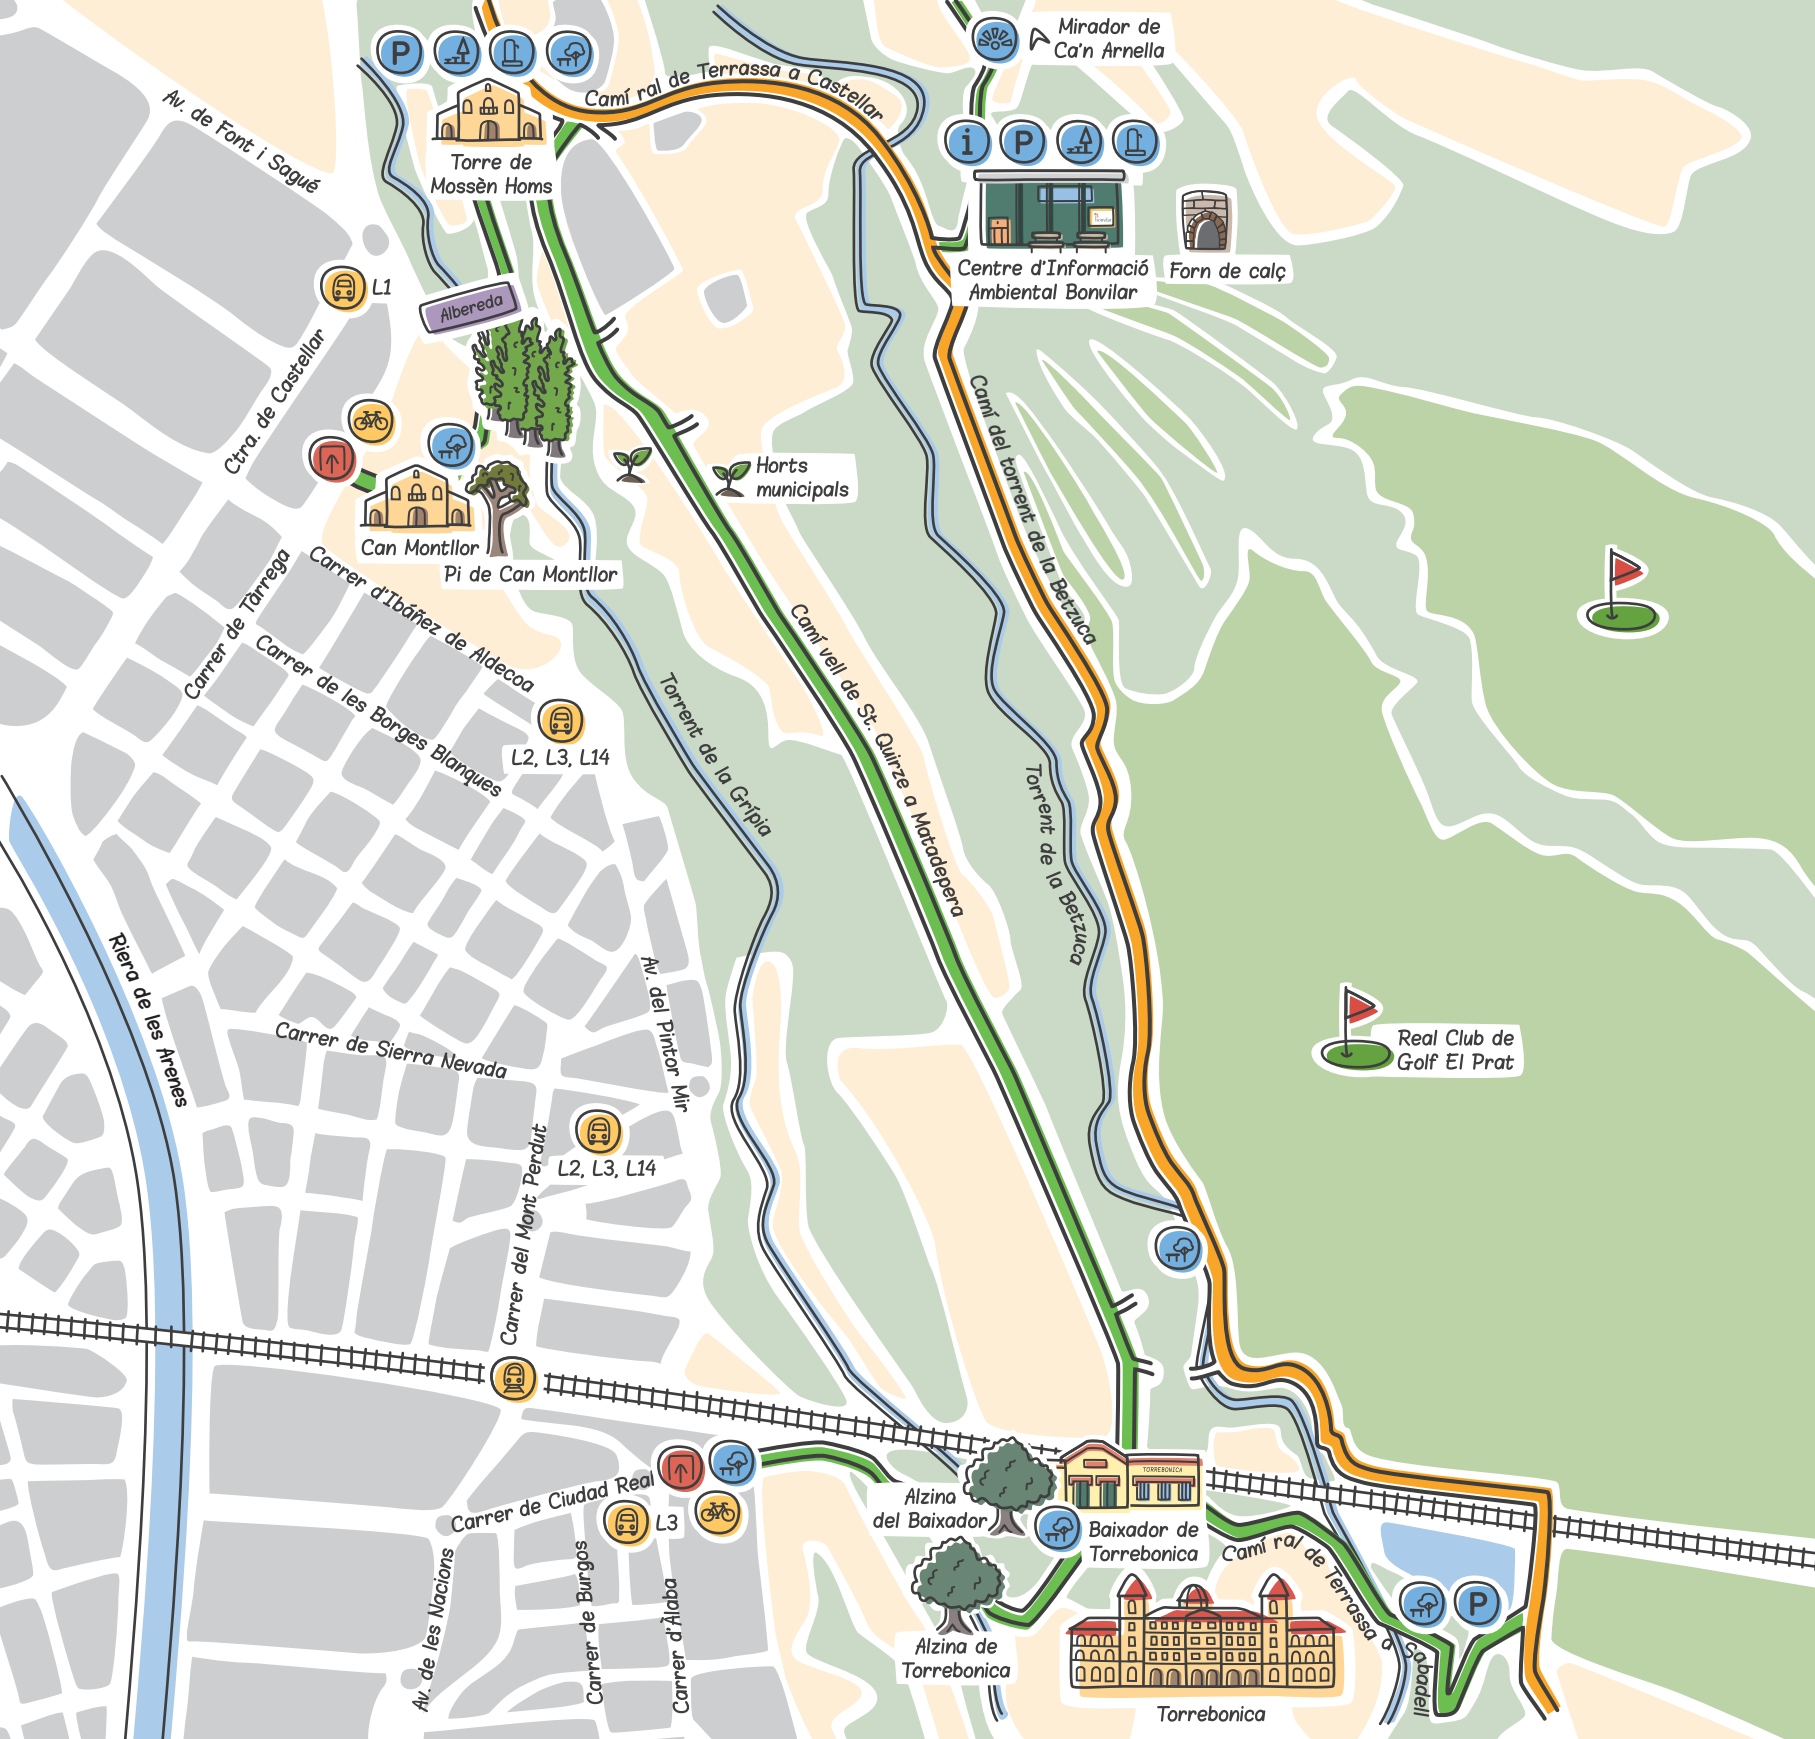 P
Mirador de
Ca'n Arnella
Camí ral de Terrassa a Castellar
Av. de Font i Sagué
i
P
Torre de
Mossèn Homs
Centre d'Informació
Ambiental Bonvilar
Forn de calç
L1
Albereda
Ctra. de Castellar
Camí del torrent de la Betzuca
Horts
municipals
Can Montllor
Pi de Can Montllor
Carrer de Tàrrega
Carrer d'Ibáñez de Aldecoa
Carrer de les Borges Blanques
Camí vell de St. Quirze a Matadepera
Torrent de la Grípia
L2, L3, L14
Torrent de la Betzuca
Riera de les Arenes
Av. del Pintor Mir
Carrer de Sierra Nevada
Real Club de
Golf El Prat
L2, L3, L14
Carrer del Mont Perdut
Carrer de Ciudad Real
L3
TORREBONICA
Alzina
del Baixador
Baixador de
Torrebonica
Camí ral de Terrassa a Sabadell
P
Av. de les Nacions
Carrer de Burgos
Carrer d'Àlaba
Alzina de
Torrebonica
Torrebonica